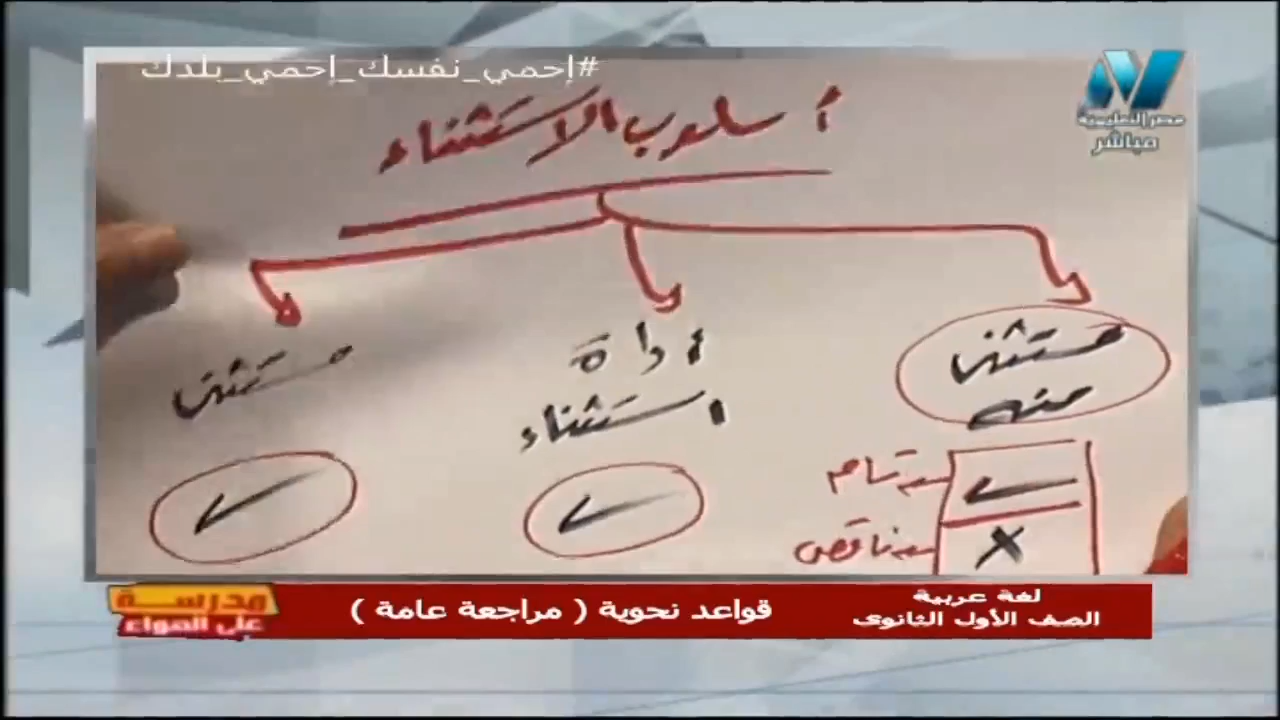 #إحمي_نفسك_إحمي_بلدك
مصر التعليمية
مباشر
أسلوب الاستثناء
مستثنى منه
أداة استثناء
مستثنى
تام
ناقص
لغة عربية
الصف الأول الثانوى
قواعد نحوية ( مراجعة عامة )
مدرسة
على الهواء